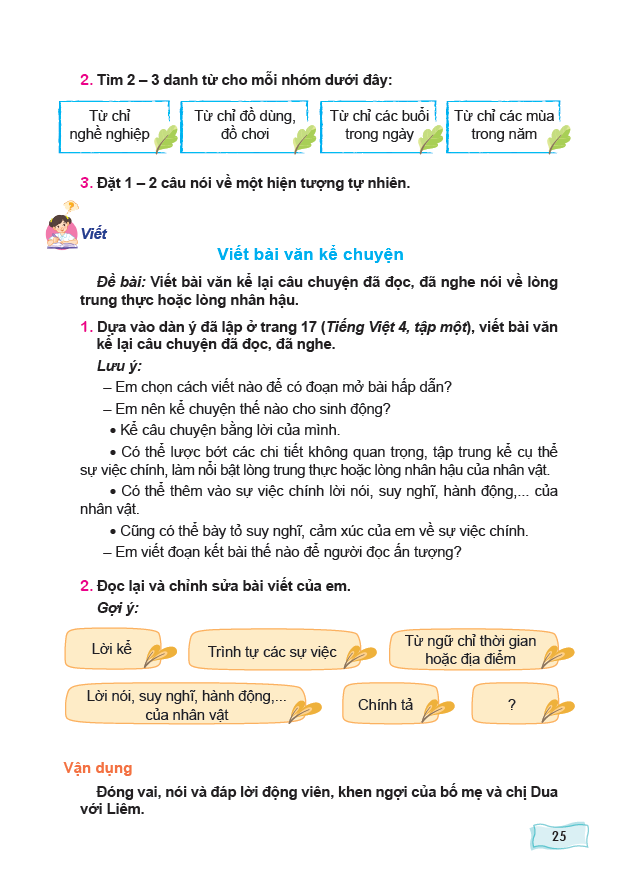 2. Tìm 2 – 3 danh từ cho mỗi nhóm dưới đây:
Từ chỉ
nghề nghiệp
Từ chỉ đồ dùng,
đồ chơi
Từ chỉ các buổi
trong ngày
Từ chỉ các mùa
trong năm
3. Đặt 1 – 2 câu nói về một hiện tượng tự nhiên.
?
Viết
Viết bài văn kể chuyện
Đề bài: Viết bài văn kể lại câu chuyện đã đọc, đã nghe nói về lòng
trung thực hoặc lòng nhân hậu.
1. Dựa vào dàn ý đã lập ở trang 17 (Tiếng Việt 4, tập một), viết bài văn
kể lại câu chuyện đã đọc, đã nghe.
Lưu ý:
– Em chọn cách viết nào để có đoạn mở bài hấp dẫn?
– Em nên kể chuyện thế nào cho sinh động?
• Kể câu chuyện bằng lời của mình.
• Có thể lược bớt các chi tiết không quan trọng, tập trung kể cụ thể
sự việc chính, làm nổi bật lòng trung thực hoặc lòng nhân hậu của nhân vật.
• Có thể thêm vào sự việc chính lời nói, suy nghĩ, hành động,... của
nhân vật.
• Cũng có thể bày tỏ suy nghĩ, cảm xúc của em về sự việc chính.
– Em viết đoạn kết bài thế nào để người đọc ấn tượng?
2. Đọc lại và chỉnh sửa bài viết của em.
Gợi ý:
Lời kể
Trình tự các sự việc
Từ ngữ chỉ thời gian
hoặc địa điểm
Lời nói, suy nghĩ, hành động,...
của nhân vật
Chính tả
?
Vận dụng
Đóng vai, nói và đáp lời động viên, khen ngợi của bố mẹ và chị Dua
với Liêm.
25